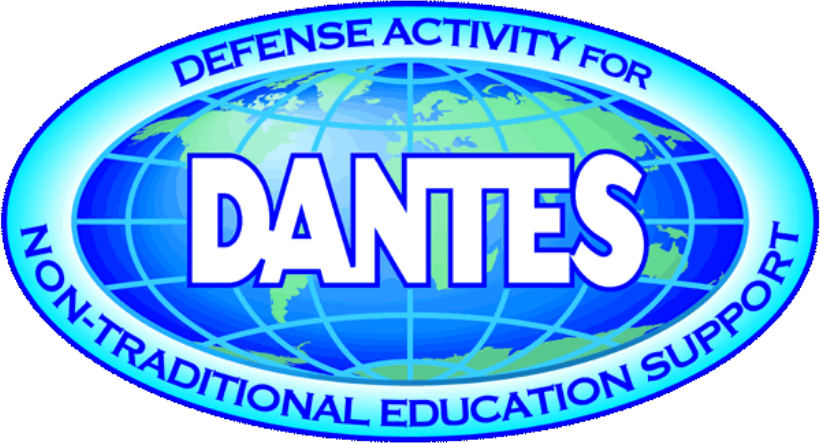 DEFENSE ACTIVITY FOR
DANTES
NON-TRADITIONAL EDUCATION SUPPORT